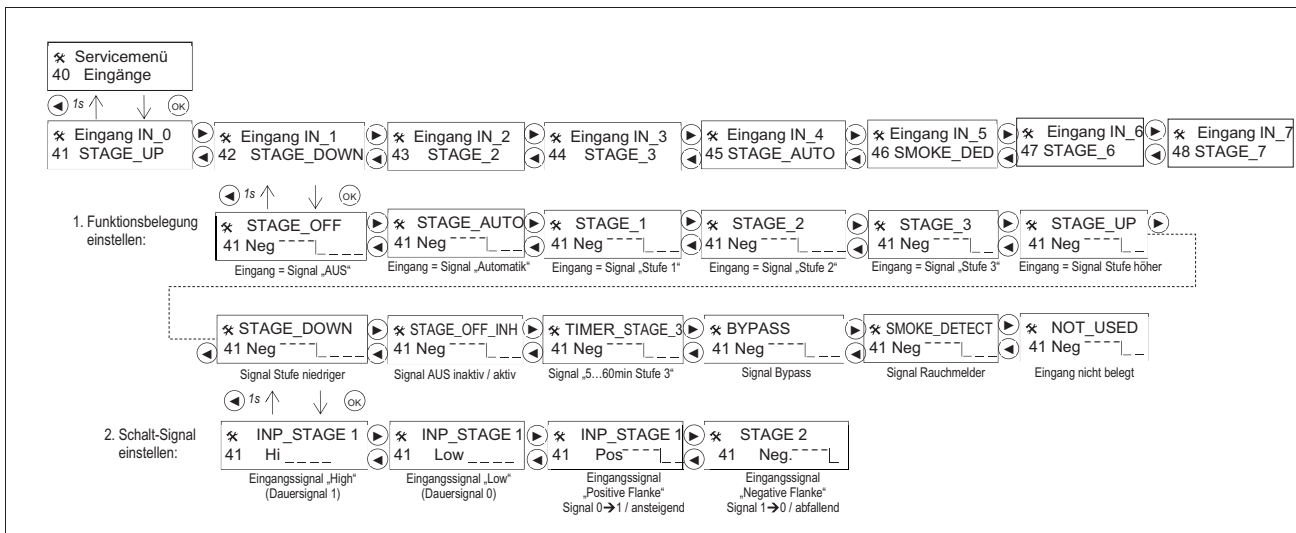 Servicemenü
40 Eingänge
1s OK
Eingang IN_0
41 STAGE_UP
Eingang IN_1
42 STAGE_DOWN
Eingang IN_2
43 STAGE_2
Eingang IN_3
44 STAGE_3
Eingang IN_4
45 STAGE_AUTO
Eingang IN_5
46 SMOKE_DED
Eingang IN_6
47 STAGE_6
Eingang IN_7
48 STAGE_7
1s OK
1. Funktionsbelegung
einstellen:
STAGE_OFF
41 Neg
Eingang = Signal „AUS“
STAGE_AUTO
41 Neg
Eingang = Signal „Automatik“
STAGE_1
41 Neg
Eingang = Signal „Stufe 1“
STAGE_2
41 Neg
Eingang = Signal „Stufe 2“
STAGE_3
41 Neg
Eingang = Signal „Stufe 3“
STAGE_UP
41 Neg
Eingang = Signal Stufe höher
STAGE_DOWN
41 Neg
Signal Stufe niedriger
STAGE_OFF_INH
41 Neg
Signal AUS inaktiv / aktiv
TIMER_STAGE_3
41 Neg
Signal „5...60min Stufe 3“
BYPASS
41 Neg
Signal Bypass
SMOKE_DETECT
41 Neg
Signal Rauchmelder
NOT_USED
41 Neg
Eingang nicht belegt
1s OK
2. Schalt-Signal
einstellen:
INP_STAGE 1
41 Hi
Eingangssignal „High“
(Dauersignal 1)
INP_STAGE 1
41 Low
Eingangssignal „Low“
(Dauersignal 0)
INP_STAGE 1
41 Pos
Eingangssignal
„Positive Flanke“
Signal 0➔1 / ansteigend
STAGE 2
41 Neg.
Eingangssignal
„Negative Flanke“
Signal 1➔0 / abfallend